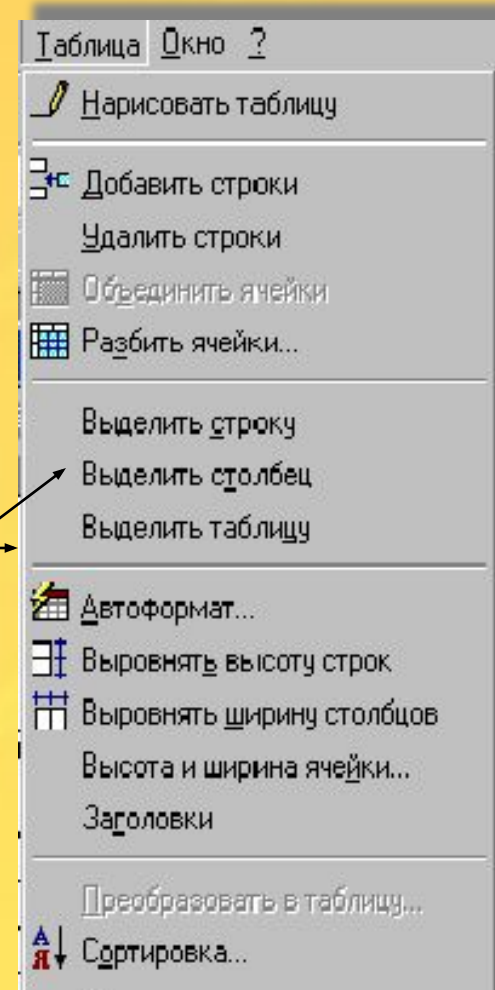 Таблица Окно ?
Нарисовать таблицу
Добавить строки
Удалить строки
Объединить ячейки
Разбить ячейки...
Выделить строку
Выделить столбец
Выделить таблицу
Автоформат...
Выровнять высоту строк
Выровнять ширину столбцов
Высота и ширина ячейки...
Заголовки
Преобразовать в таблицу...
Сортировка...